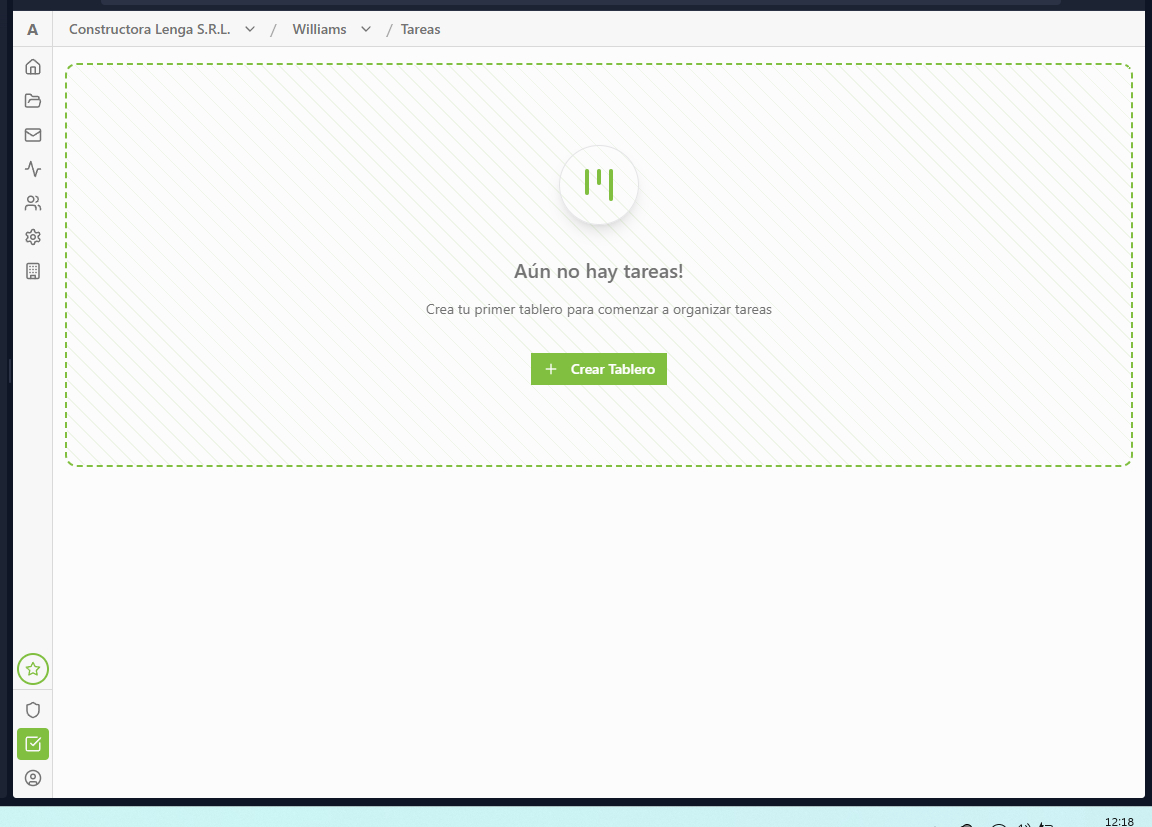 A
Constructora Lenga S.R.L. / Williams / Tareas
Aún no hay tareas!
Crea tu primer tablero para comenzar a organizar tareas
+ Crear Tablero
12:18